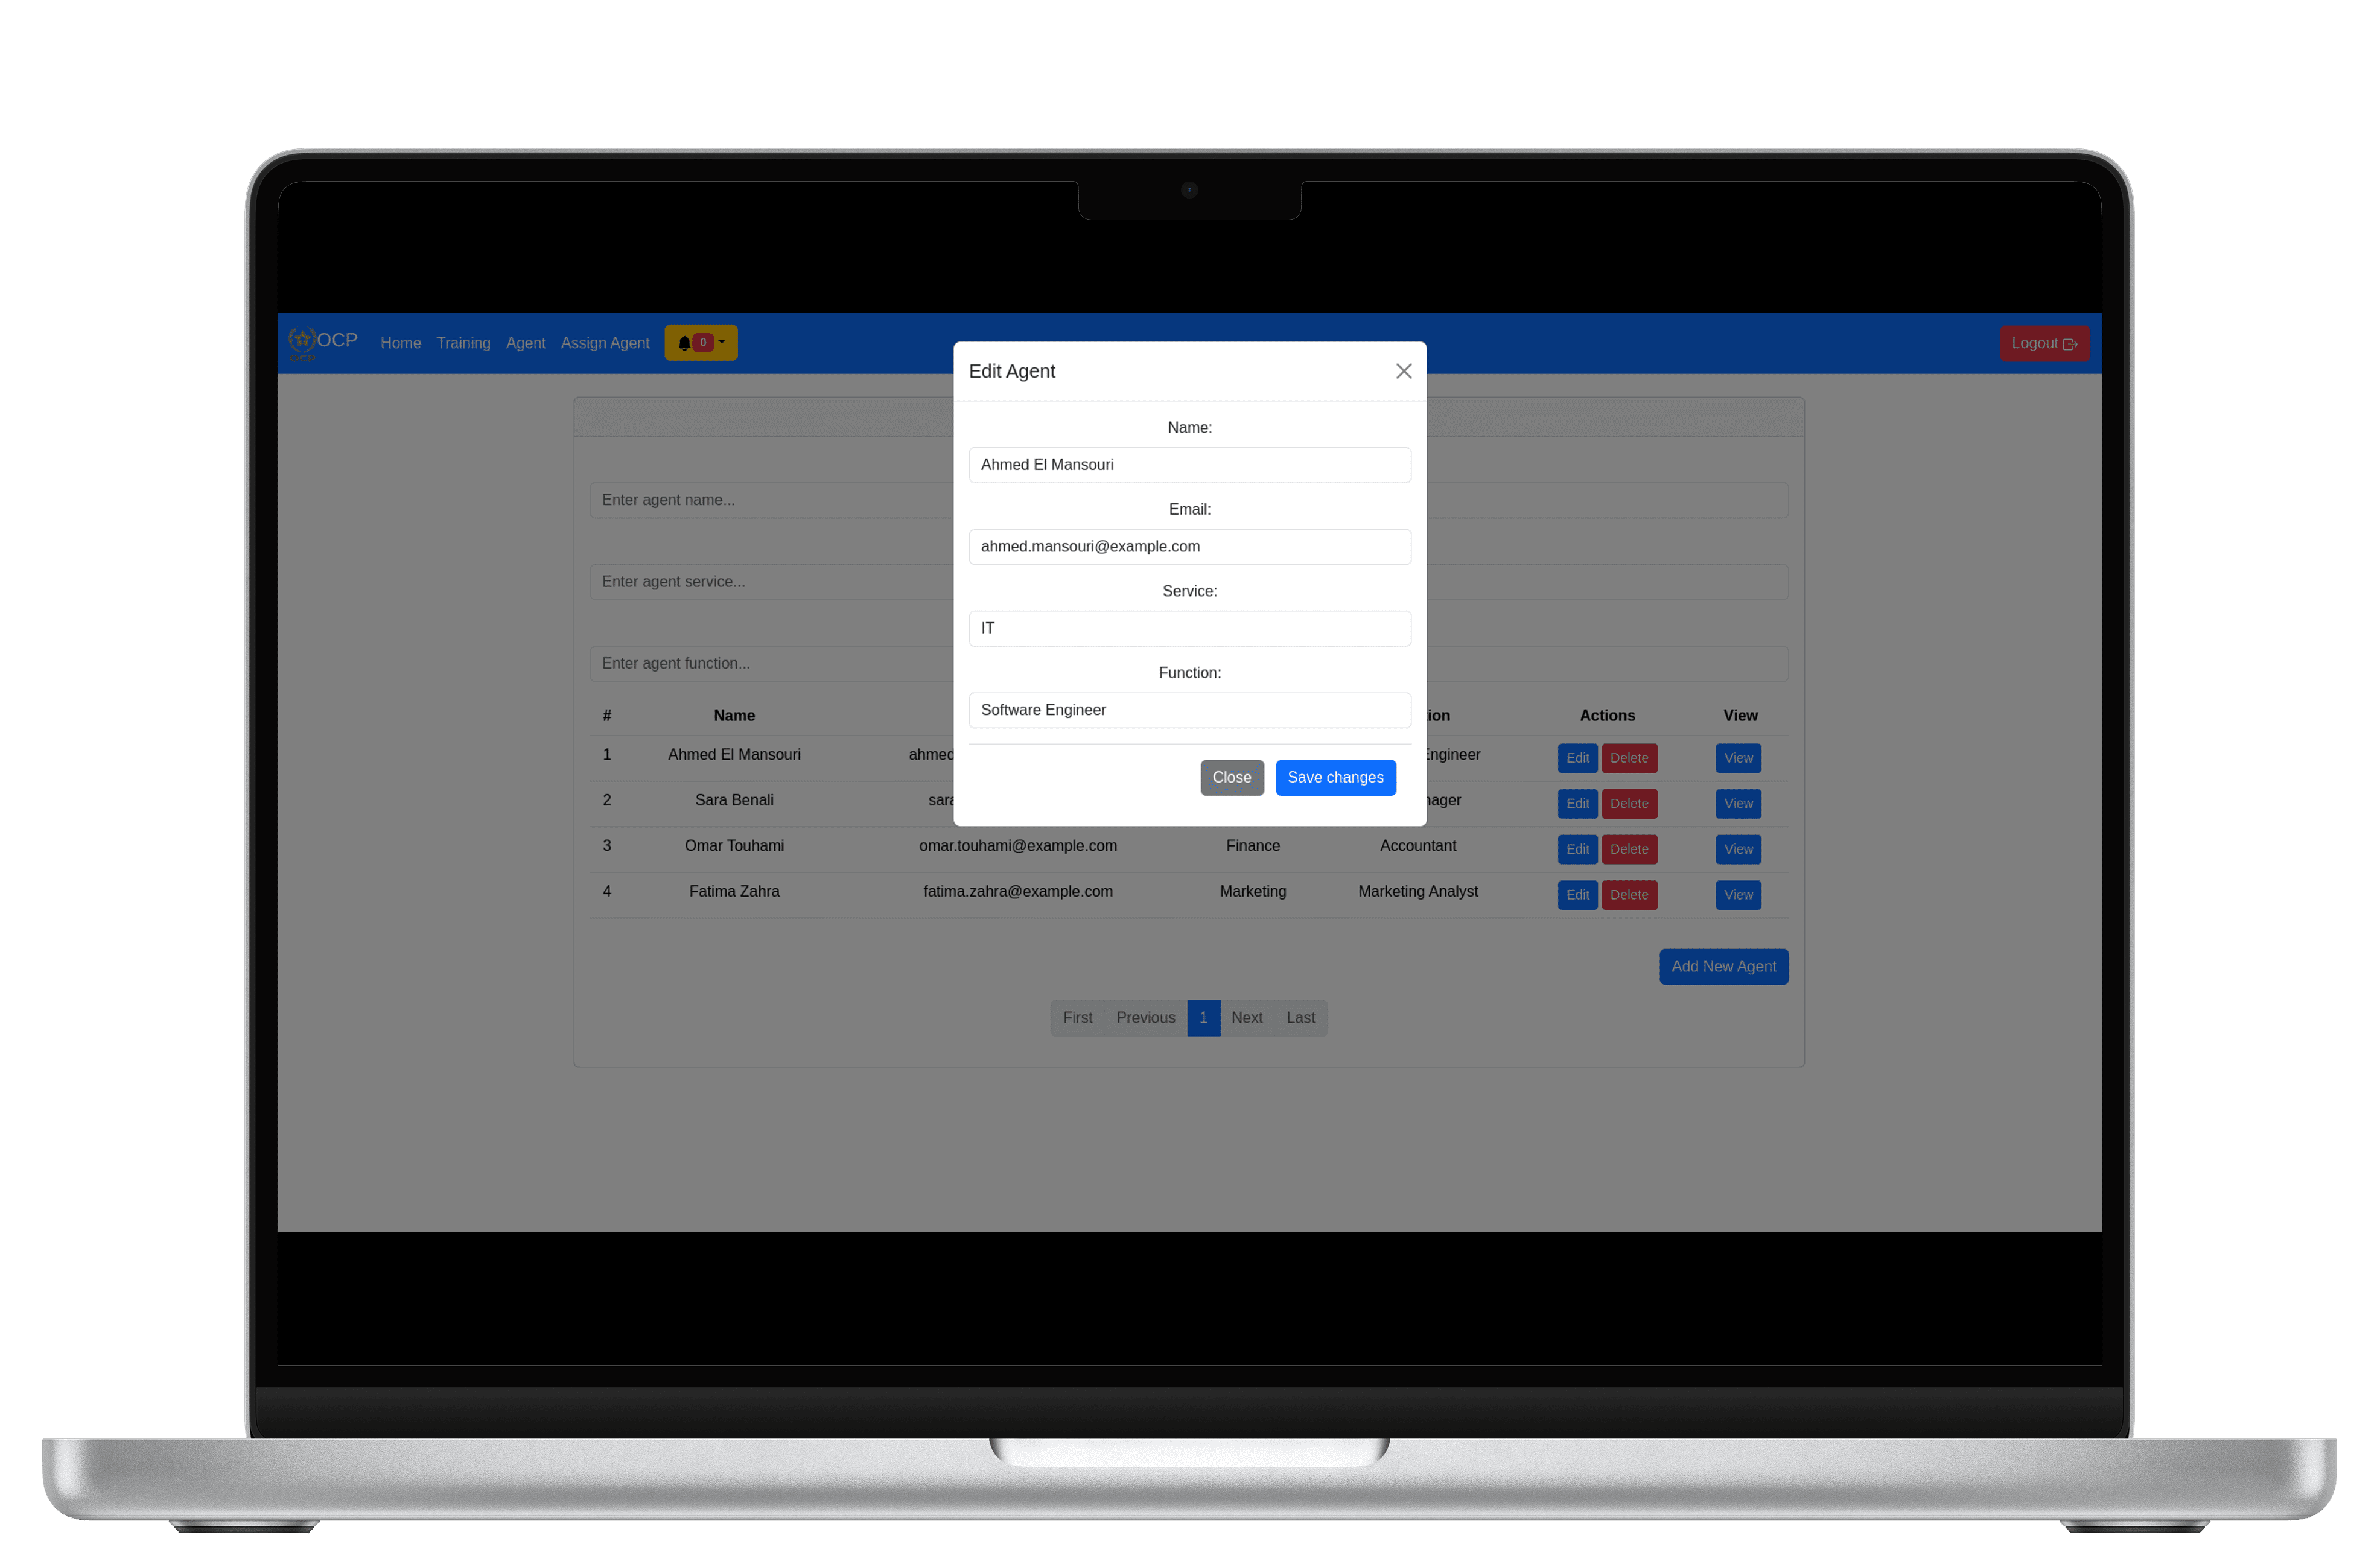 OCP Home Training Agent Assign Agent 0 Logout
Edit Agent
Name:
Ahmed El Mansouri
Email:
ahmed.mansouri@example.com
Service:
IT
Function:
Software Engineer
Close Save changes
Enter agent name...
Enter agent service...
Enter agent function...
# Name Actions View
1 Ahmed El Mansouri ahmed Engineer Edit Delete View
2 Sara Benali Edit Delete View
3 Omar Touhami omar.touhami@example.com Finance Accountant Edit Delete View
4 Fatima Zahra fatima.zahra@example.com Marketing Marketing Analyst Edit Delete View
Add New Agent
First Previous 1 Next Last